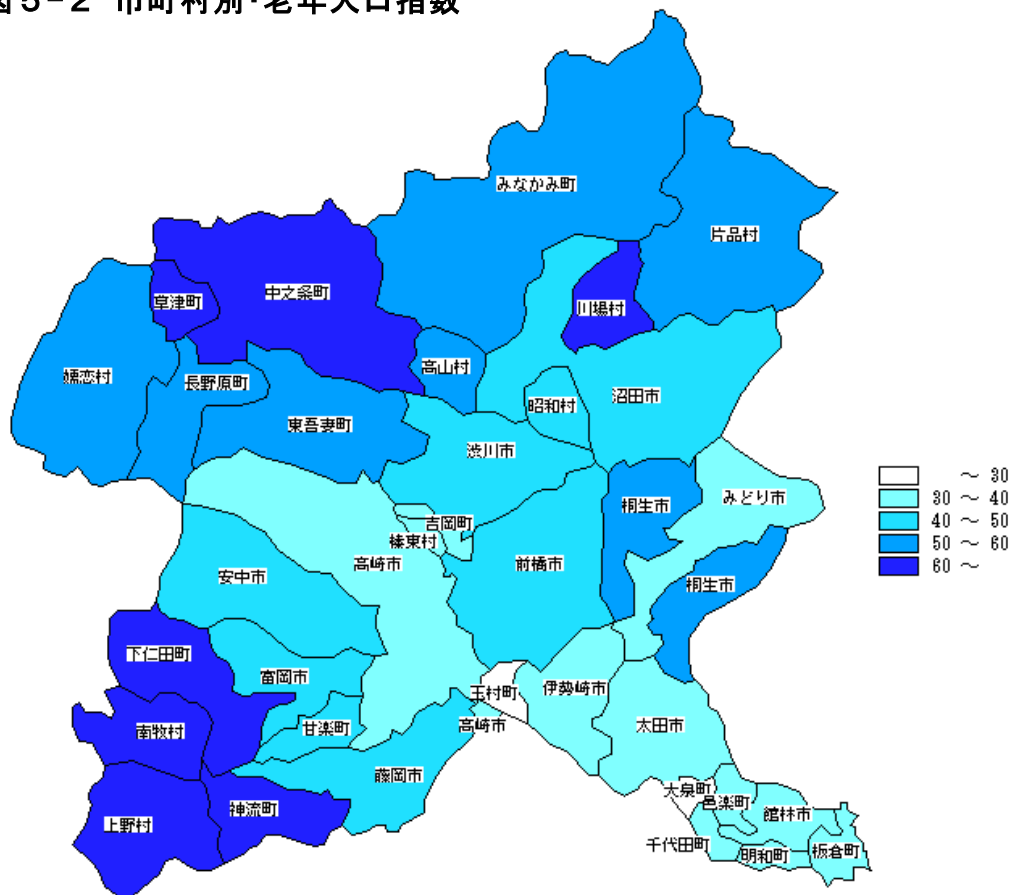 図5-2 市町村別・老年人口指数
みなかみ町
片品村
草津町
中之条町
川場村
嬬恋村
長野原町
高山村
沼田市
昭和村
東吾妻町
渋川市
みどり市
桐生市
吉岡町
榛東村
高崎市
前橋市
安中市
桐生市
下仁田町
富岡市
玉村町
伊勢崎市
高崎市
太田市
甘楽町
南牧村
藤岡市
大泉町
邑楽町
館林市
神流町
上野村
千代田町
明和町
板倉町
～ 30
30 ～ 40
40 ～ 50
50 ～ 60
60 ～